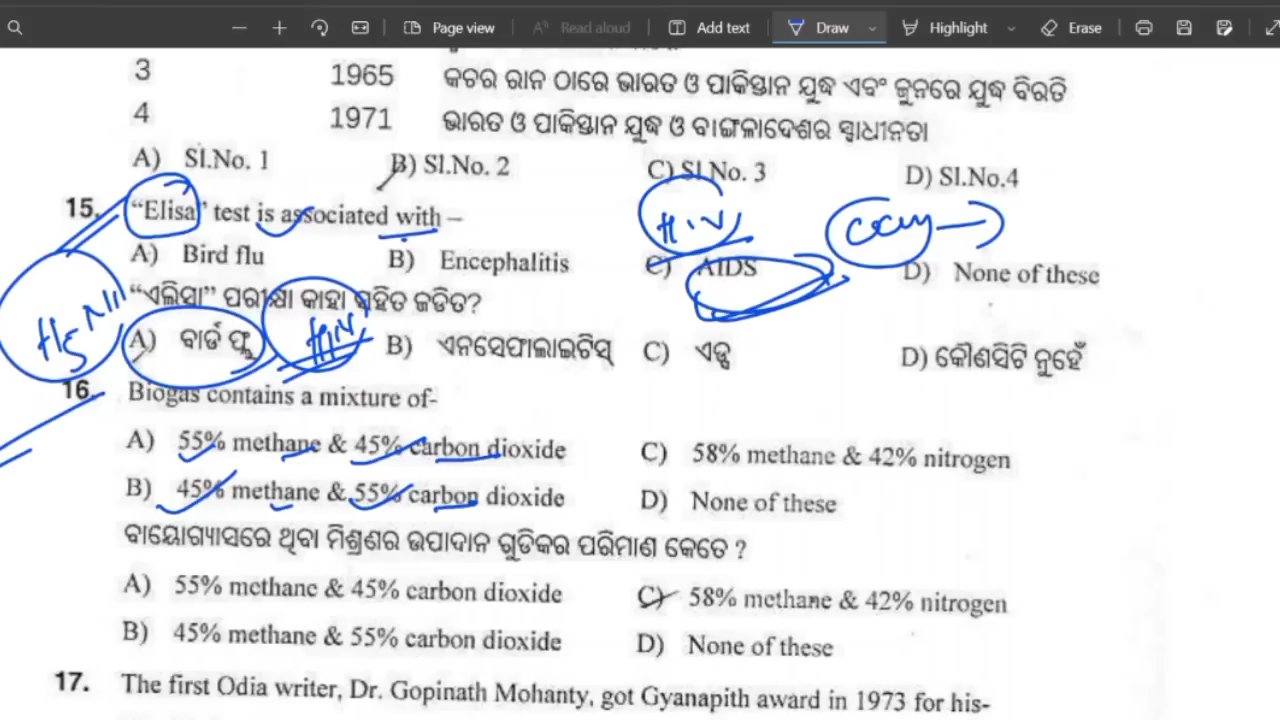 Page view
Read aloud
Add text
Draw
Highlight
Erase
3 1965 କଚର ରାନ ଠାରେ ଭାରତ ଓ ପାକିସ୍ତାନ ଯୁଦ୍ଧ ଏବଂ ଜୁନରେ ଯୁଦ୍ଧ ବିରତି
4 1971 ଭାରତ ଓ ପାକିସ୍ତାନ ଯୁଦ୍ଧ ଓ ବାଙ୍ଗଲାଦେଶର ସ୍ଵାଧୀନତା
A) Sl.No. 1 B) Sl.No. 2 C) Sl.No. 3 D) Sl.No.4
15. "Elisa" test is associated with –
HIV
A) Bird flu B) Encephalitis C) AIDS D) None of these
"ଏଲିସା" ପରୀକ୍ଷା କାହା ସହିତ ଜଡିତ?
H5N1
HIV
A) ବାର୍ଡ ଫ୍ଲୁ B) ଏନସେଫାଲାଇଟିସ୍ C) ଏଡ୍ସ D) କୌଣସିଟି ନୁହେଁ
16. Biogas contains a mixture of-
A) 55% methane & 45% carbon dioxide C) 58% methane & 42% nitrogen
B) 45% methane & 55% carbon dioxide D) None of these
ବାୟୋଗ୍ୟାସରେ ଥିବା ମିଶ୍ରଣର ଉପାଦାନ ଗୁଡିକର ପରିମାଣ କେତେ ?
A) 55% methane & 45% carbon dioxide C) 58% methane & 42% nitrogen
B) 45% methane & 55% carbon dioxide D) None of these
17. The first Odia writer, Dr. Gopinath Mohanty, got Gyanapith award in 1973 for his-